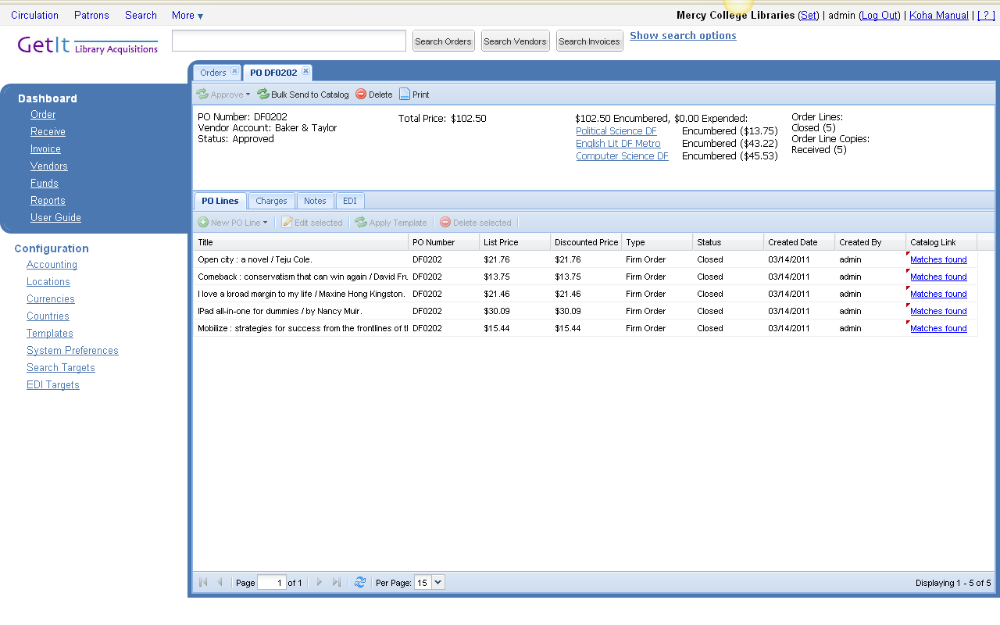 Circulation Patrons Search More ▼ Mercy College Libraries (Set) | admin (Log Out) | Koha Manual | [ ? ]
GetIt Library Acquisitions
Search Orders Search Vendors Search Invoices Show search options
Dashboard
Order
Receive
Invoice
Vendors
Funds
Reports
User Guide
Configuration
Accounting
Locations
Currencies
Countries
Templates
System Preferences
Search Targets
EDI Targets
Orders PO DF0202
Approve Bulk Send to Catalog Delete Print
PO Number: DF0202
Vendor Account: Baker & Taylor
Status: Approved
Total Price: $102.50
$102.50 Encumbered, $0.00 Expended:
Political Science DF Encumbered ($13.75)
English Lit DF Metro Encumbered ($43.22)
Computer Science DF Encumbered ($45.53)
Order Lines:
Closed (5)
Order Line Copies:
Received (5)
PO Lines Charges Notes EDI
New PO Line Edit selected Apply Template Delete selected
Title PO Number List Price Discounted Price Type Status Created Date Created By Catalog Link
Open city : a novel / Teju Cole. DF0202 $21.76 $21.76 Firm Order Closed 03/14/2011 admin Matches found
Comeback : conservatism that can win again / David Fru DF0202 $13.75 $13.75 Firm Order Closed 03/14/2011 admin Matches found
I love a broad margin to my life / Maxine Hong Kingston. DF0202 $21.46 $21.46 Firm Order Closed 03/14/2011 admin Matches found
IPad all-in-one for dummies / by Nancy Muir. DF0202 $30.09 $30.09 Firm Order Closed 03/14/2011 admin Matches found
Mobilize : strategies for success from the frontlines of DF0202 $15.44 $15.44 Firm Order Closed 03/14/2011 admin Matches found
Page 1 of 1 Per Page: 15 Displaying 1 - 5 of 5